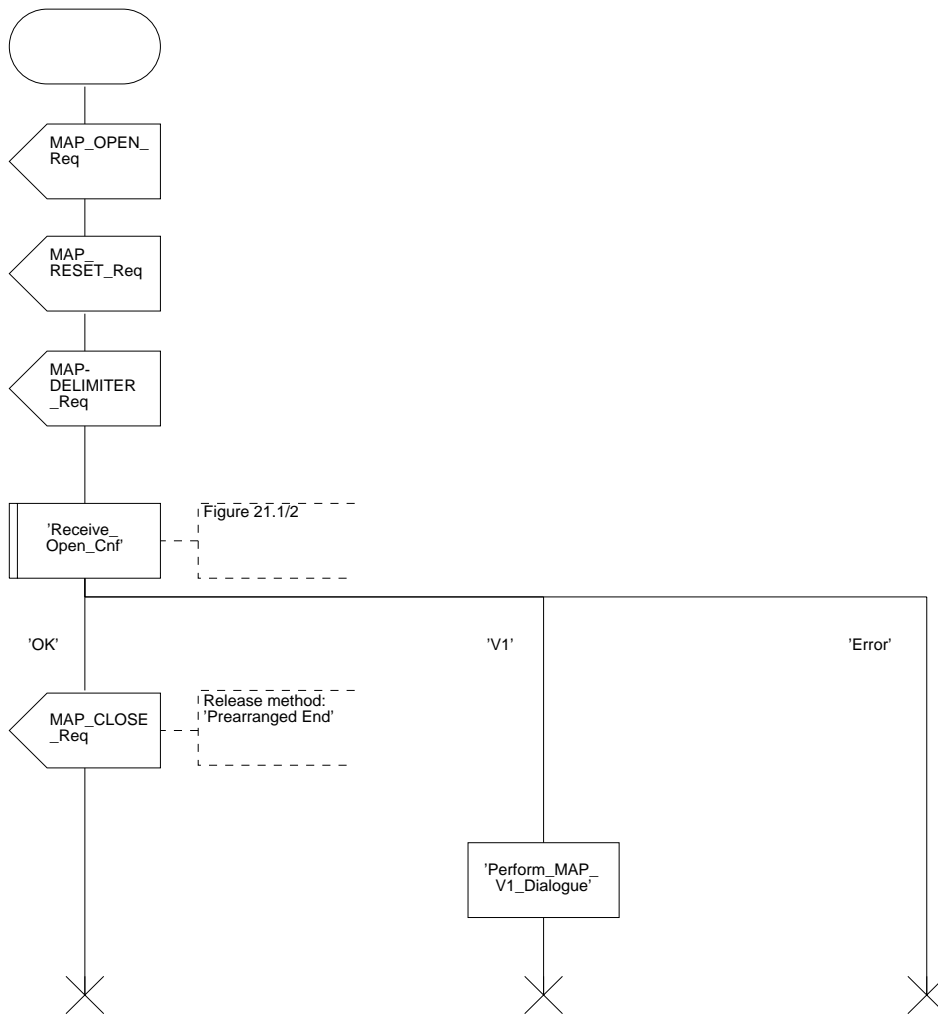 MAP_OPEN_
Req
MAP_
RESET_Req
MAP-
DELIMITER
_Req
'Receive_
Open_Cnf'
Figure 21.1/2
'OK'
'V1'
'Error'
MAP_CLOSE
_Req
Release method:
'Prearranged End'
'Perform_MAP_
V1_Dialogue'